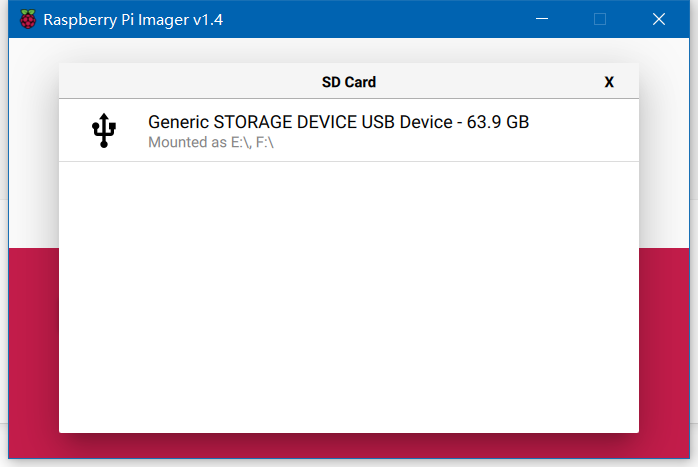 Raspberry Pi Imager v1.4
SD Card X
Generic STORAGE DEVICE USB Device - 63.9 GB
Mounted as E:\, F:\